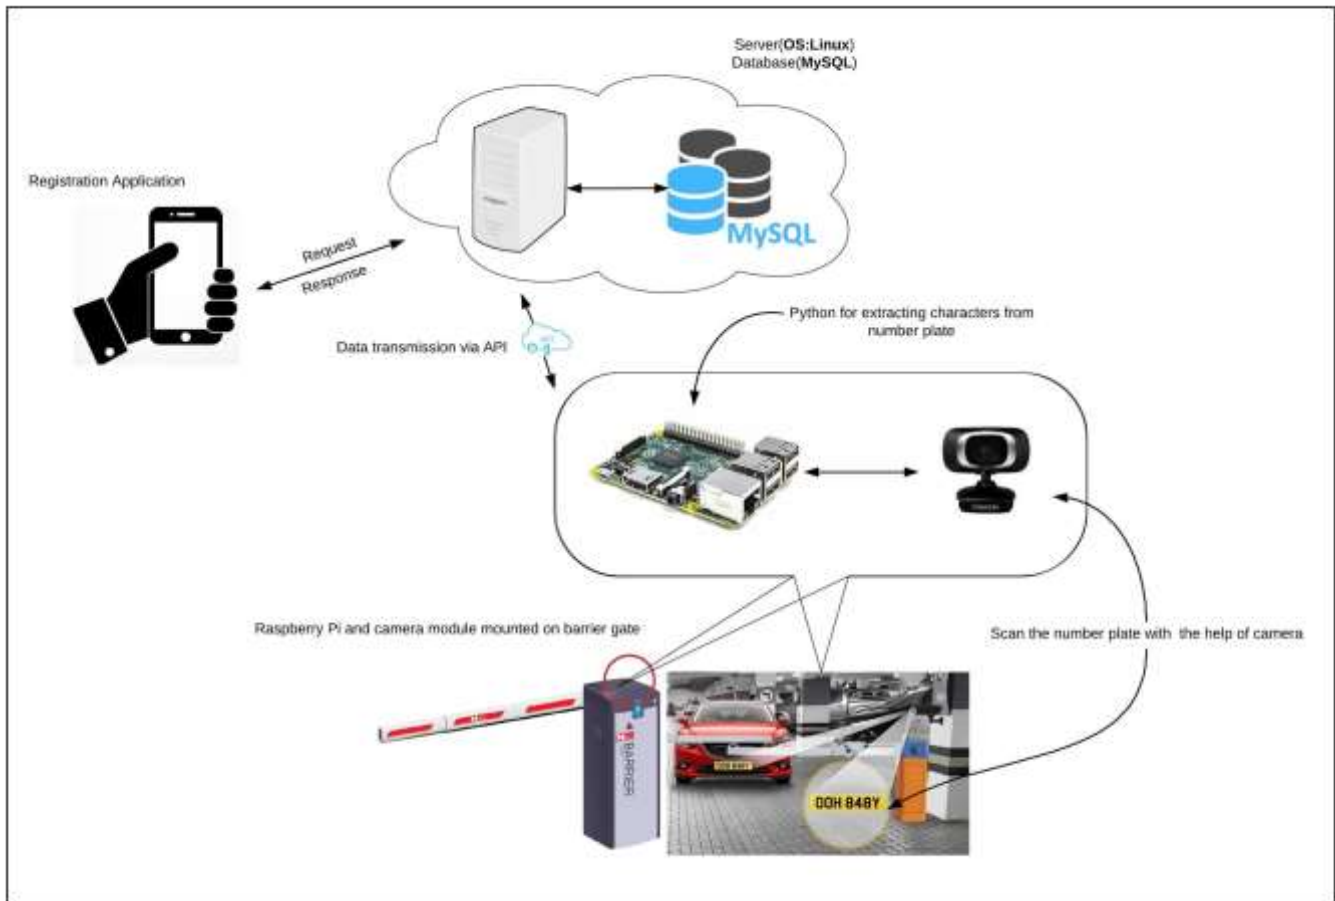 Server(OS:Linux)
Database(MySQL)
Registration Application
MySQL
Request
Response
Python for extracting characters from
number plate
Data transmission via API
Raspberry Pi and camera module mounted on barrier gate
Scan the number plate with the help of camera
BARRIER
OOH 848Y
OOH 848Y